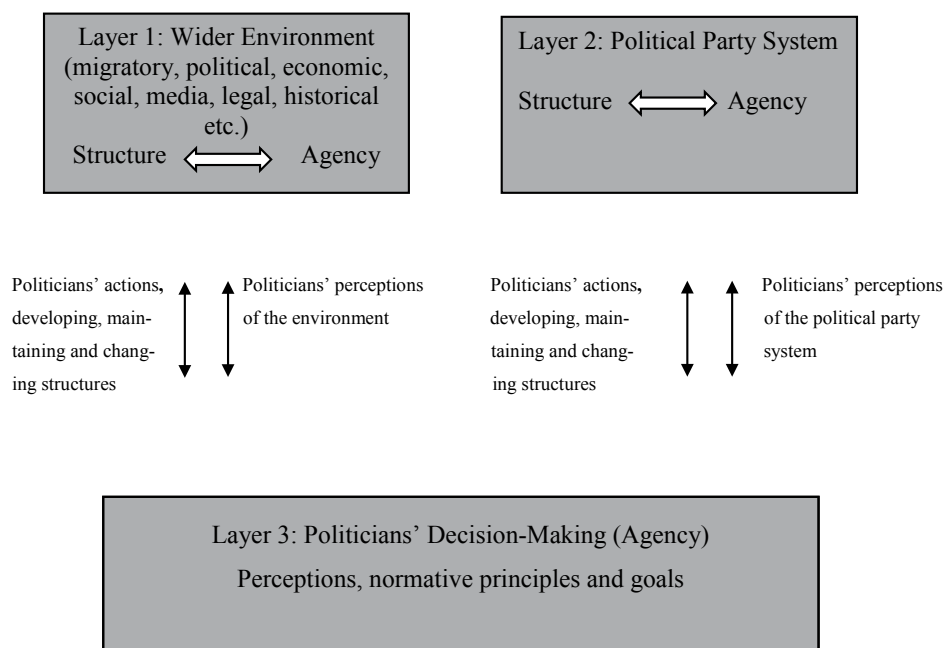 Layer 1: Wider Environment
(migratory, political, economic,
social, media, legal, historical
etc.)
Structure Agency
Layer 2: Political Party System
Structure Agency
Politicians’ actions,
developing, main-
taining and chang-
ing structures
Politicians’ perceptions
of the environment
Politicians’ actions,
developing, main-
taining and chang-
ing structures
Politicians’ perceptions
of the political party
system
Layer 3: Politicians’ Decision-Making (Agency)
Perceptions, normative principles and goals